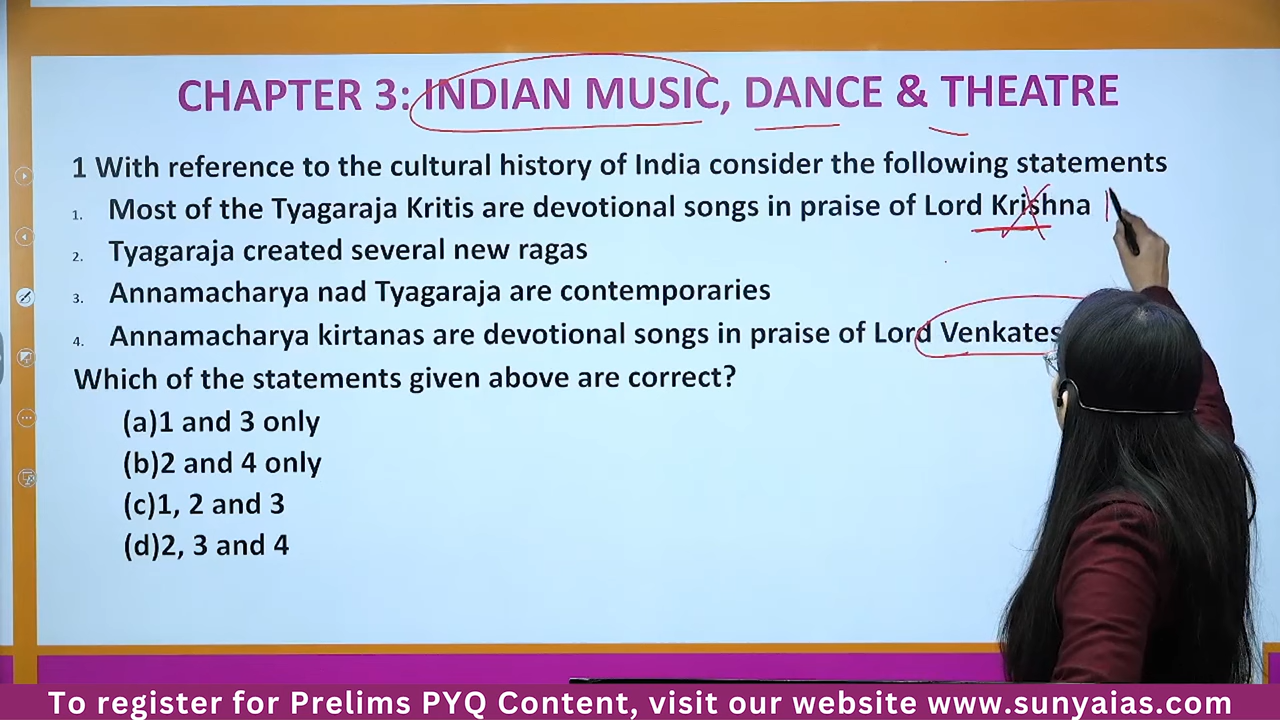 CHAPTER 3: INDIAN MUSIC, DANCE & THEATRE
1 With reference to the cultural history of India consider the following statements
1. Most of the Tyagaraja Kritis are devotional songs in praise of Lord Krishna
2. Tyagaraja created several new ragas
3. Annamacharya nad Tyagaraja are contemporaries
4. Annamacharya kirtanas are devotional songs in praise of Lord
Which of the statements given above are correct?
(a)1 and 3 only
(b)2 and 4 only
(c)1, 2 and 3
(d)2, 3 and 4
To register for Prelims PYQ Content, visit our website www.sunyaias.com